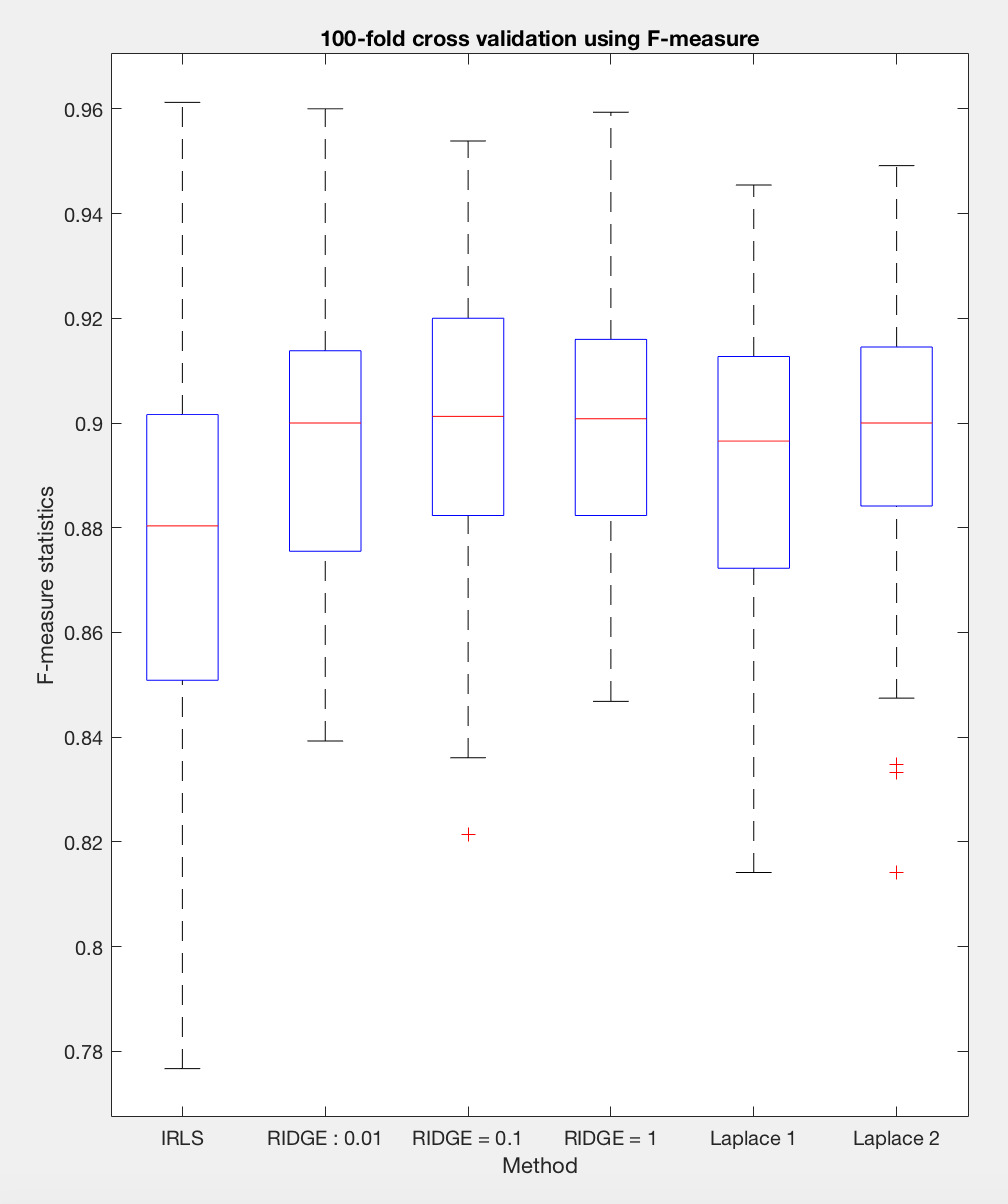 100-fold cross validation using F-measure
0.96
0.94
0.92
0.9
0.88
0.86
0.84
0.82
0.8
0.78
F-measure statistics
IRLS RIDGE : 0.01 RIDGE = 0.1 RIDGE = 1 Laplace 1 Laplace 2
Method